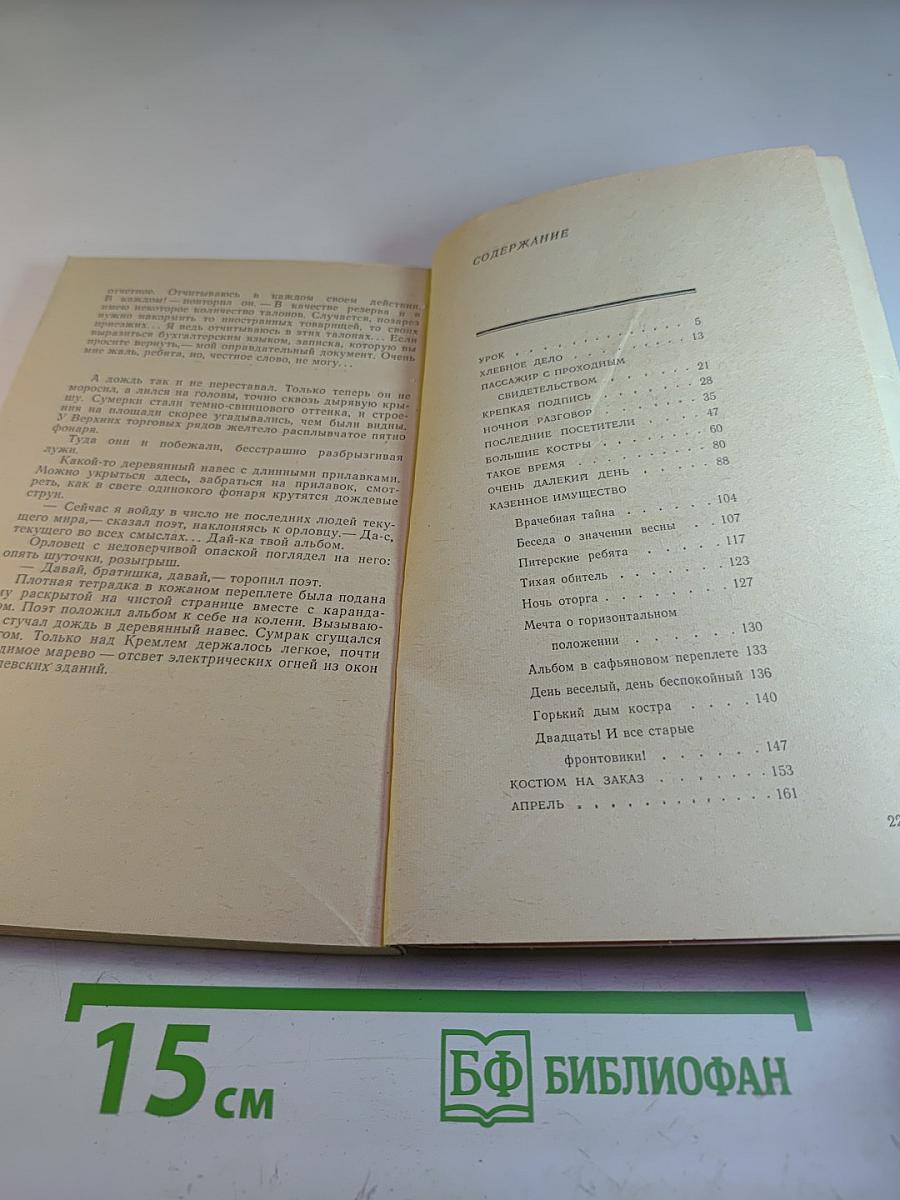 отчетное. Отчитываюсь в каждом своем действии.
В каждом! — повторил он. — В качестве резерва и я
имею некоторое количество талонов. Случается, позарез
нужно накормить то иностранных товарищей, то своих
приезжих... Я ведь отчитываюсь в этих талонах... Если
выразиться бухгалтерским языком, записка, которую вы
просите вернуть,— мой оправдательный документ. Очень
мне жаль, ребята, но, честное слово, не могу...
А дождь так и не переставал. Только теперь он не
моросил, а лился на головы, точно сквозь дырявую кры-
шу. Сумерки стали темно-свинцового оттенка, и строе-
ния на площади скорее угадывались, чем были видны.
У Верхних торговых рядов желтело расплывчатое пятно
фонаря.
Туда они и побежали, бесстрашно разбрызгивая
лужи.
Какой-то деревянный навес с длинными прилавками.
Можно укрыться здесь, забраться на прилавок, смот-
реть, как в свете одинокого фонаря крутятся дождевые
струи.
— Сейчас я войду в число не последних людей теку-
щего мира,— сказал поэт, наклоняясь к орловцу.— Да-с,
текущего во всех смыслах... Дай-ка твой альбом.
Орловец с недоверчивой опаской поглядел на него:
опять шуточки, розыгрыш.
— Давай, братишка, давай,— торопил поэт.
Плотная тетрадка в кожаном переплете была подана
му раскрытой на чистой странице вместе с каранда-
ом. Поэт положил альбом к себе на колени. Вызываю-
стучал дождь в деревянный навес. Сумрак сгущался
гом. Только над Кремлем держалось легкое, почти
димое марево — отсвет электрических огней из окон
левских зданий.
СОДЕРЖАНИЕ
УРОК . . . . . . . . . . . . . 5
ХЛЕБНОЕ ДЕЛО . . . . . . . . . 13
ПАССАЖИР С ПРОХОДНЫМ
СВИДЕТЕЛЬСТВОМ . . . . . . . 21
КРЕПКАЯ ПОДПИСЬ . . . . . . . 28
НОЧНОЙ РАЗГОВОР . . . . . . . 35
ПОСЛЕДНИЕ ПОСЕТИТЕЛИ . . . . 47
БОЛЬШИЕ КОСТРЫ . . . . . . . 60
ТАКОЕ ВРЕМЯ . . . . . . . . . 80
ОЧЕНЬ ДАЛЕКИЙ ДЕНЬ . . . . . 88
КАЗЕННОЕ ИМУЩЕСТВО
Врачебная тайна . . . . . . 104
Беседа о значении весны . . 107
Питерские ребята . . . . . 117
Тихая обитель . . . . . . . 123
Ночь оторга . . . . . . . . 127
Мечта о горизонтальном
положении . . . . . . 130
Альбом в сафьяновом переплете 133
День веселый, день беспокойный 136
Горький дым костра . . . . 140
Двадцать! И все старые
фронтовики! . . . . . . 147
КОСТЮМ НА ЗАКАЗ . . . . . . . 153
АПРЕЛЬ . . . . . . . . . . . . 161
22
15 см
БФ БИБЛИОФАН